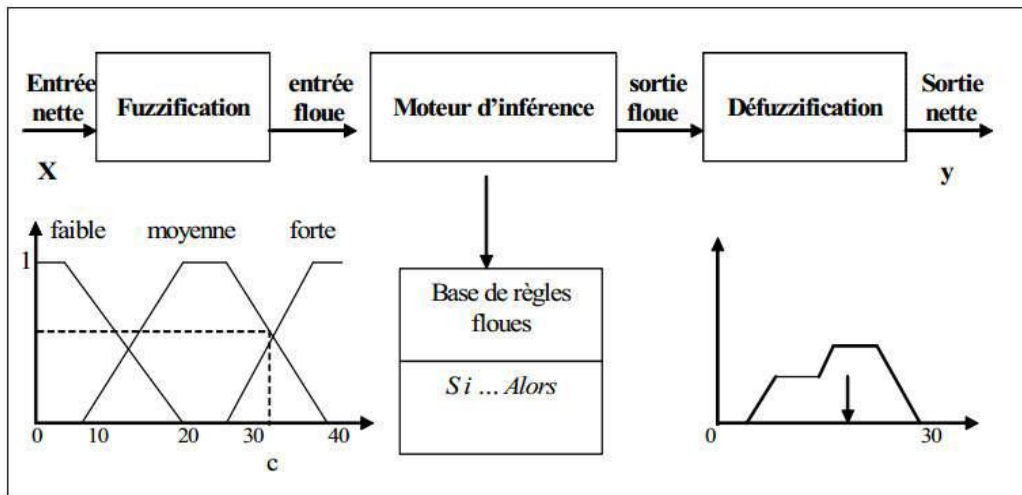 Entrée
nette
X
Fuzzification
entrée
floue
Moteur d'inférence
sortie
floue
Défuzzification
Sortie
nette
y
faible moyenne forte
1
0 10 20 30 40
c
Base de règles
floues
Si ... Alors
0 30